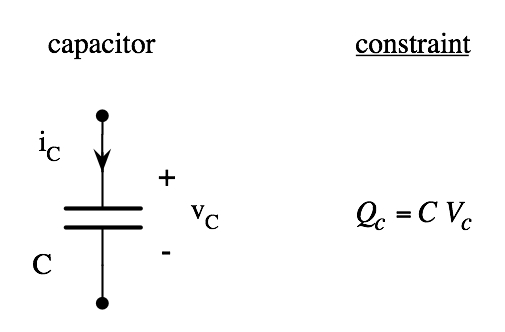 capacitor constraint
i_C
+
v_C
Q_c = C V_c
C
-